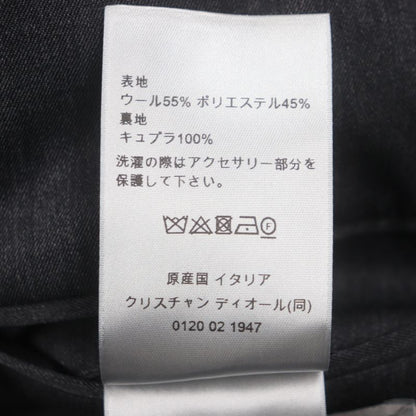 表地
ウール55% ポリエステル45%
裏地
キュプラ100%
洗濯の際はアクセサリー部分を
保護して下さい。
原産国 イタリア
クリスチャン ディオール(同)
0120 02 1947